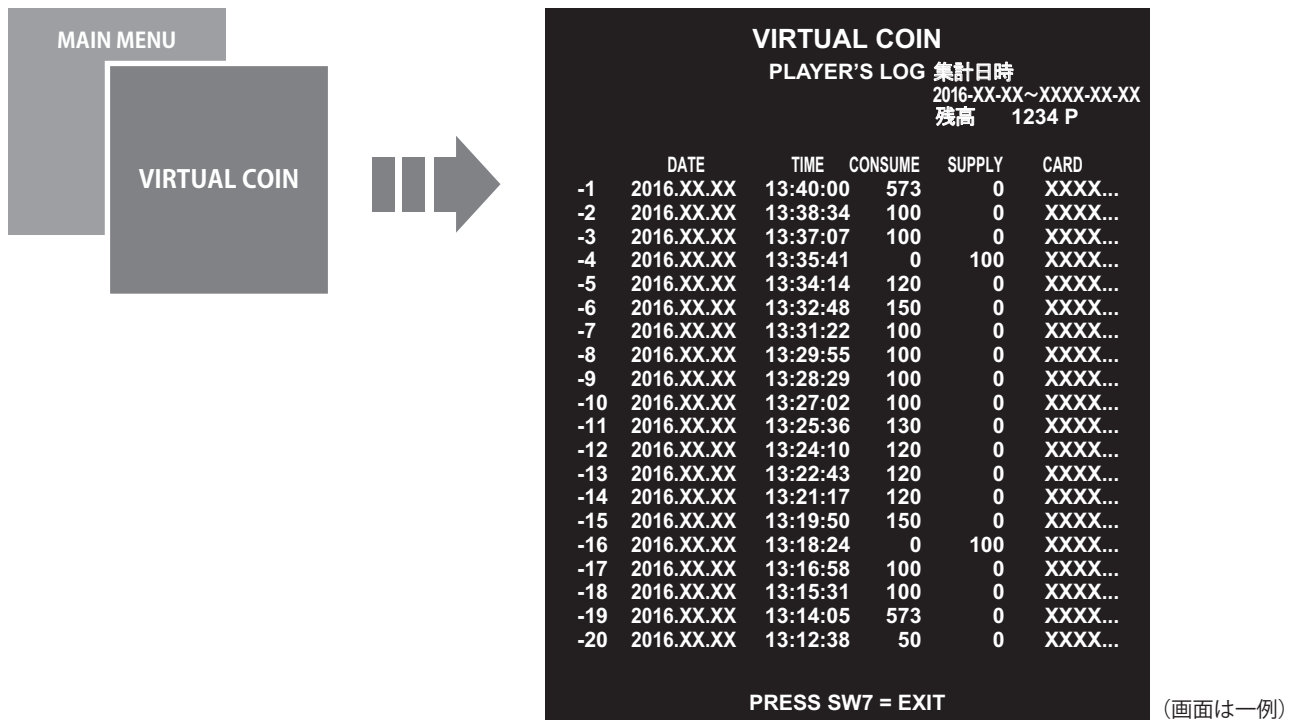 MAIN MENU
VIRTUAL COIN
VIRTUAL COIN
PLAYER'S LOG 集計日時
2016-XX-XX～XXXX-XX-XX
残高 1234 P
DATE TIME CONSUME SUPPLY CARD
-1 2016.XX.XX 13:40:00 573 0 XXXX...
-2 2016.XX.XX 13:38:34 100 0 XXXX...
-3 2016.XX.XX 13:37:07 100 0 XXXX...
-4 2016.XX.XX 13:35:41 0 100 XXXX...
-5 2016.XX.XX 13:34:14 120 0 XXXX...
-6 2016.XX.XX 13:32:48 150 0 XXXX...
-7 2016.XX.XX 13:31:22 100 0 XXXX...
-8 2016.XX.XX 13:29:55 100 0 XXXX...
-9 2016.XX.XX 13:28:29 100 0 XXXX...
-10 2016.XX.XX 13:27:02 100 0 XXXX...
-11 2016.XX.XX 13:25:36 130 0 XXXX...
-12 2016.XX.XX 13:24:10 120 0 XXXX...
-13 2016.XX.XX 13:22:43 120 0 XXXX...
-14 2016.XX.XX 13:21:17 120 0 XXXX...
-15 2016.XX.XX 13:19:50 150 0 XXXX...
-16 2016.XX.XX 13:18:24 0 100 XXXX...
-17 2016.XX.XX 13:16:58 100 0 XXXX...
-18 2016.XX.XX 13:15:31 100 0 XXXX...
-19 2016.XX.XX 13:14:05 573 0 XXXX...
-20 2016.XX.XX 13:12:38 50 0 XXXX...
PRESS SW7 = EXIT
（画面は一例）